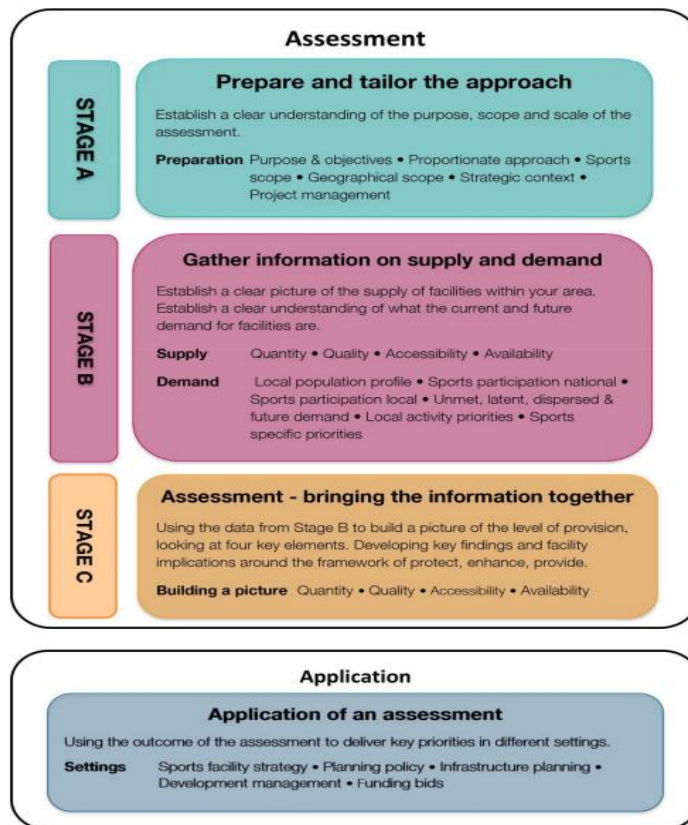 Assessment
STAGE A
Prepare and tailor the approach
Establish a clear understanding of the purpose, scope and scale of the
assessment.
Preparation Purpose & objectives • Proportionate approach • Sports
scope • Geographical scope • Strategic context •
Project management
STAGE B
Gather information on supply and demand
Establish a clear picture of the supply of facilities within your area.
Establish a clear understanding of what the current and future
demand for facilities are.
Supply Quantity • Quality • Accessibility • Availability
Demand Local population profile • Sports participation national •
Sports participation local • Unmet, latent, dispersed &
future demand • Local activity priorities • Sports
specific priorities
STAGE C
Assessment - bringing the information together
Using the data from Stage B to build a picture of the level of provision,
looking at four key elements. Developing key findings and facility
implications around the framework of protect, enhance, provide.
Building a picture Quantity • Quality • Accessibility • Availability
Application
Application of an assessment
Using the outcome of the assessment to deliver key priorities in different settings.
Settings Sports facility strategy • Planning policy • Infrastructure planning •
Development management • Funding bids